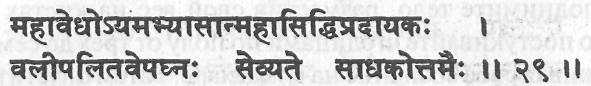 महावेधोऽयमभ्यासान्महासिद्धिप्रदायकः ।
वलीपलितवेपघ्नः सेव्यते साधकोत्तमैः ॥ २९ ॥